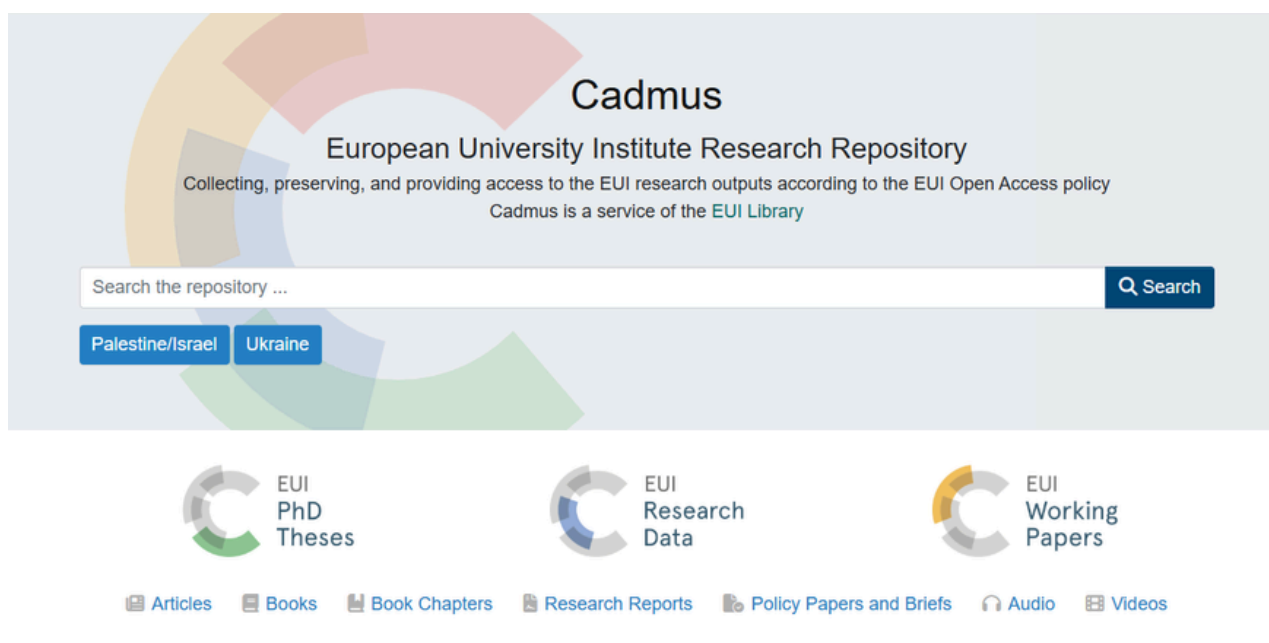 Cadmus
European University Institute Research Repository
Collecting, preserving, and providing access to the EUI research outputs according to the EUI Open Access policy
Cadmus is a service of the EUI Library
Search the repository ...
Search
Palestine/Israel
Ukraine
EUI
PhD
Theses
EUI
Research
Data
EUI
Working
Papers
Articles
Books
Book Chapters
Research Reports
Policy Papers and Briefs
Audio
Videos